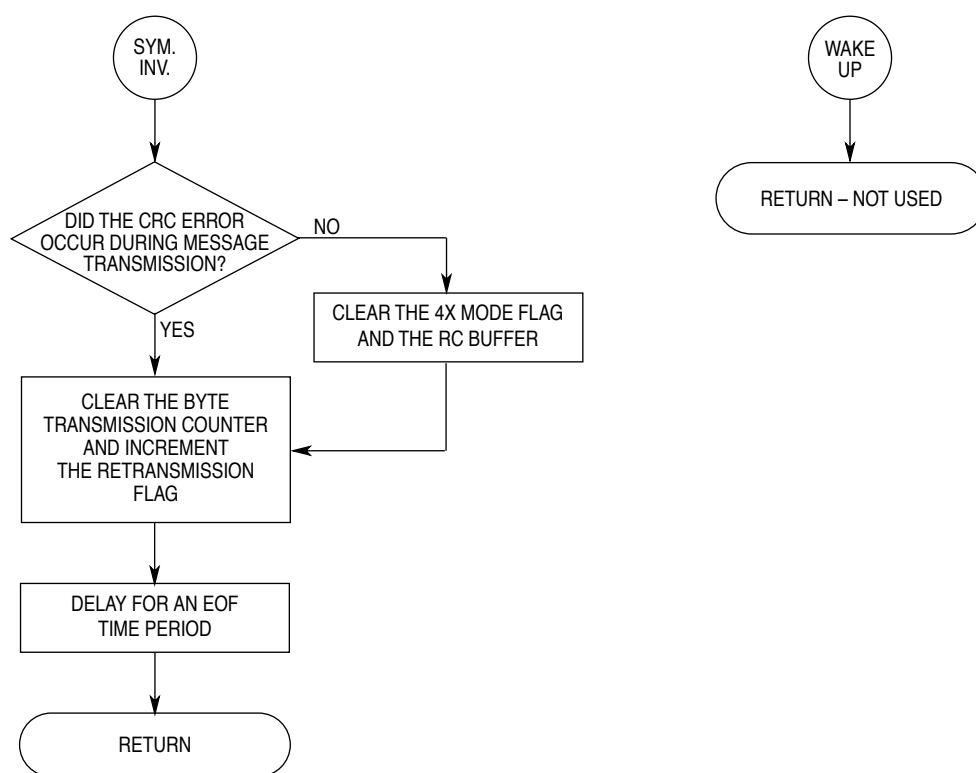 SYM.
INV.
WAKE
UP
DID THE CRC ERROR
OCCUR DURING MESSAGE
TRANSMISSION?
NO
YES
RETURN – NOT USED
CLEAR THE 4X MODE FLAG
AND THE RC BUFFER
CLEAR THE BYTE
TRANSMISSION COUNTER
AND INCREMENT
THE RETRANSMISSION
FLAG
DELAY FOR AN EOF
TIME PERIOD
RETURN